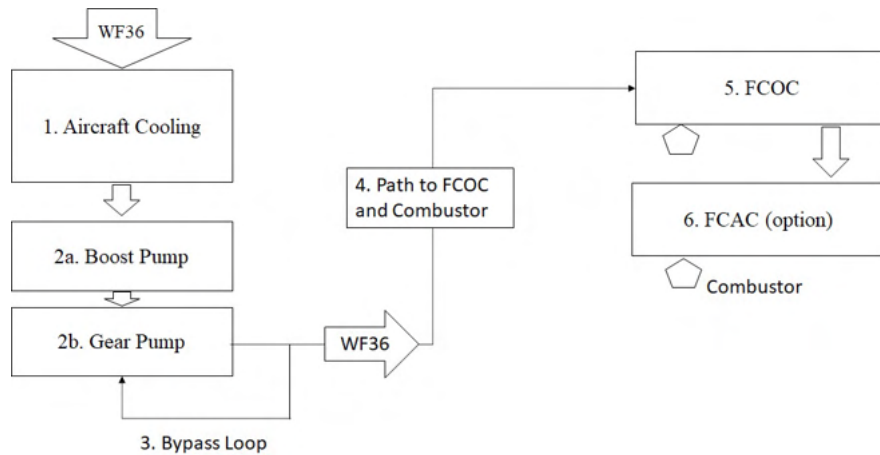 WF36
1. Aircraft Cooling
2a. Boost Pump
2b. Gear Pump
3. Bypass Loop
WF36
4. Path to FCOC
and Combustor
5. FCOC
6. FCAC (option)
Combustor